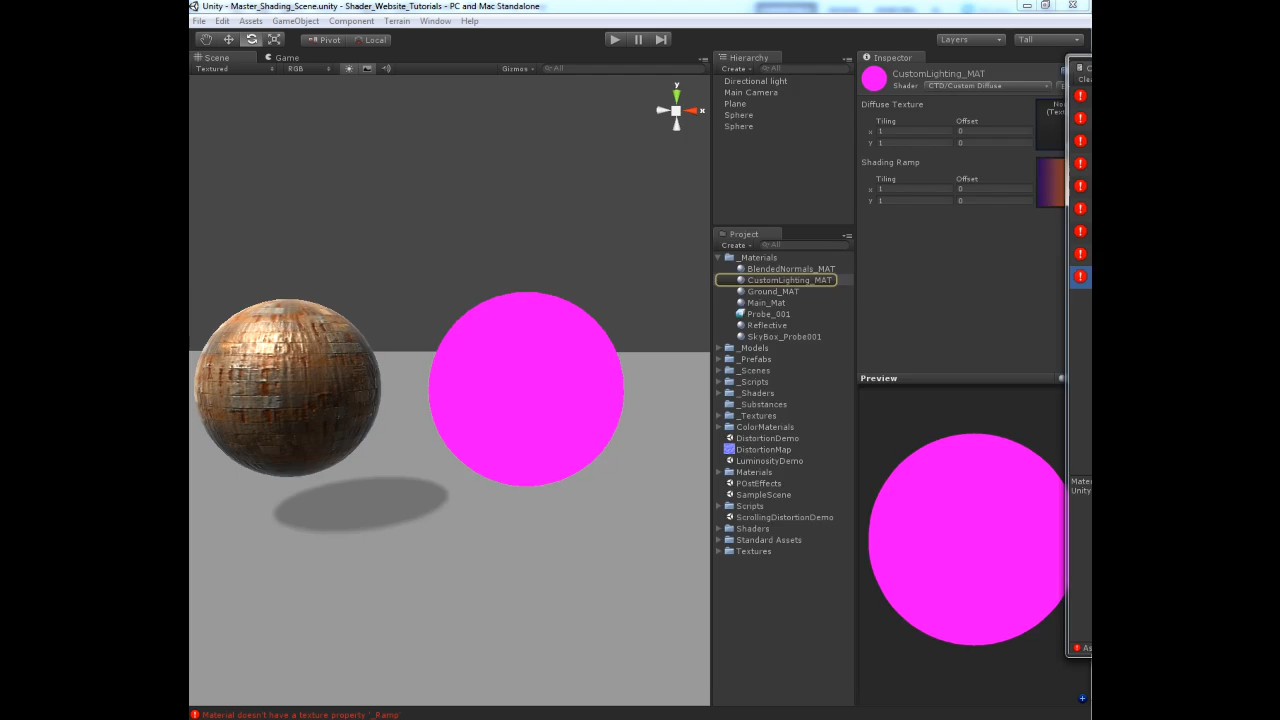 Unity - Master_Shading_Scene.unity - Shader_Website_Tutorials - PC and Mac Standalone
File Edit Assets GameObject Component Terrain Window Help
Pivot Local Layers Tall
Scene Game
Textured RGB Gizmos All
y
x
Hierarchy
Create All
Directional light
Main Camera
Plane
Sphere
Sphere
Project
Create All
_Materials
BlendedNormals_MAT
CustomLighting_MAT
Ground_MAT
Main_Mat
Probe_001
Reflective
SkyBox_Probe001
_Models
_Prefabs
_Scenes
_Scripts
_Shaders
_Substances
_Textures
ColorMaterials
DistortionDemo
DistortionMap
LuminosityDemo
Materials
POstEffects
SampleScene
Scripts
ScrollingDistortionDemo
Shaders
Standard Assets
Textures
Inspector
CustomLighting_MAT
Shader CTD/Custom Diffuse
Diffuse Texture
Tiling Offset
x 1 0
y 1 0
Shading Ramp
Tiling Offset
x 1 0
y 1 0
Preview
Mater
Unity
As
Material doesn't have a texture property '_Ramp'